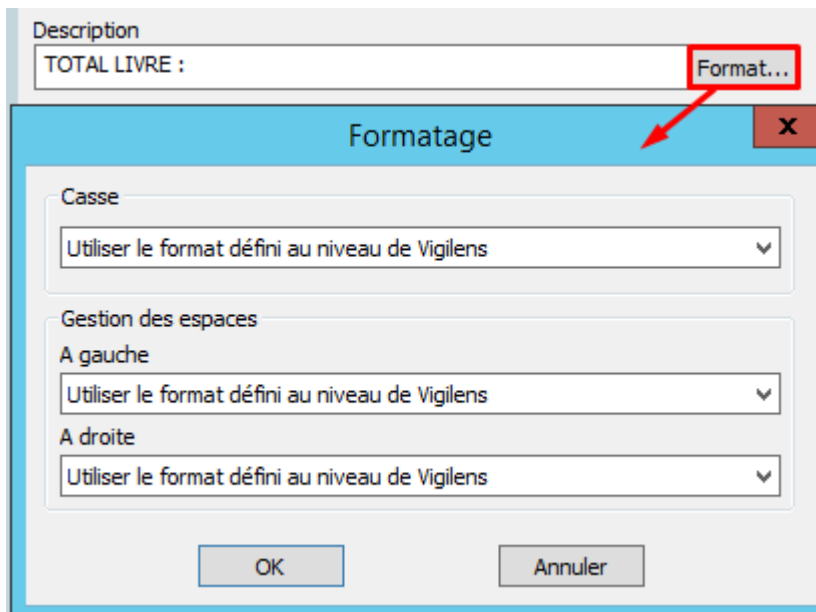 Description
TOTAL LIVRE :
Format...
Formatage
x
Casse
Utiliser le format défini au niveau de Vigilens
Gestion des espaces
A gauche
Utiliser le format défini au niveau de Vigilens
A droite
Utiliser le format défini au niveau de Vigilens
OK
Annuler